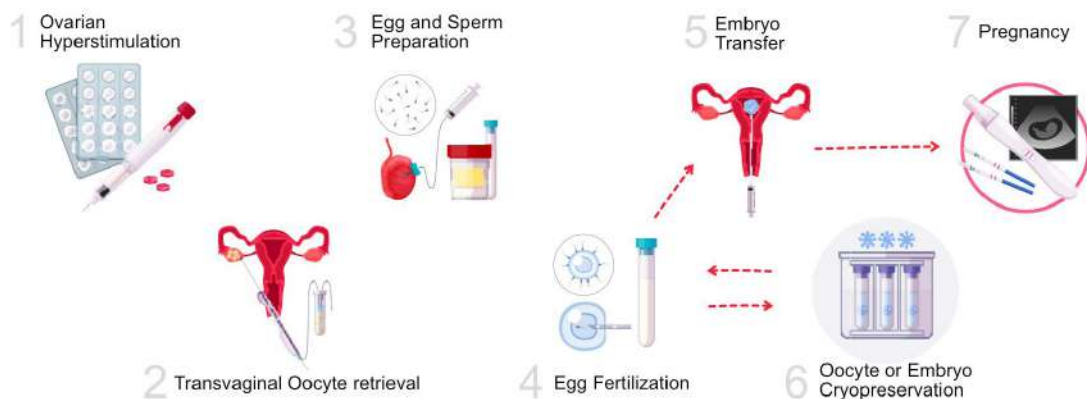 1 Ovarian
Hyperstimulation
2 Transvaginal Oocyte retrieval
3 Egg and Sperm
Preparation
4 Egg Fertilization
5 Embryo
Transfer
6 Oocyte or Embryo
Cryopreservation
7 Pregnancy